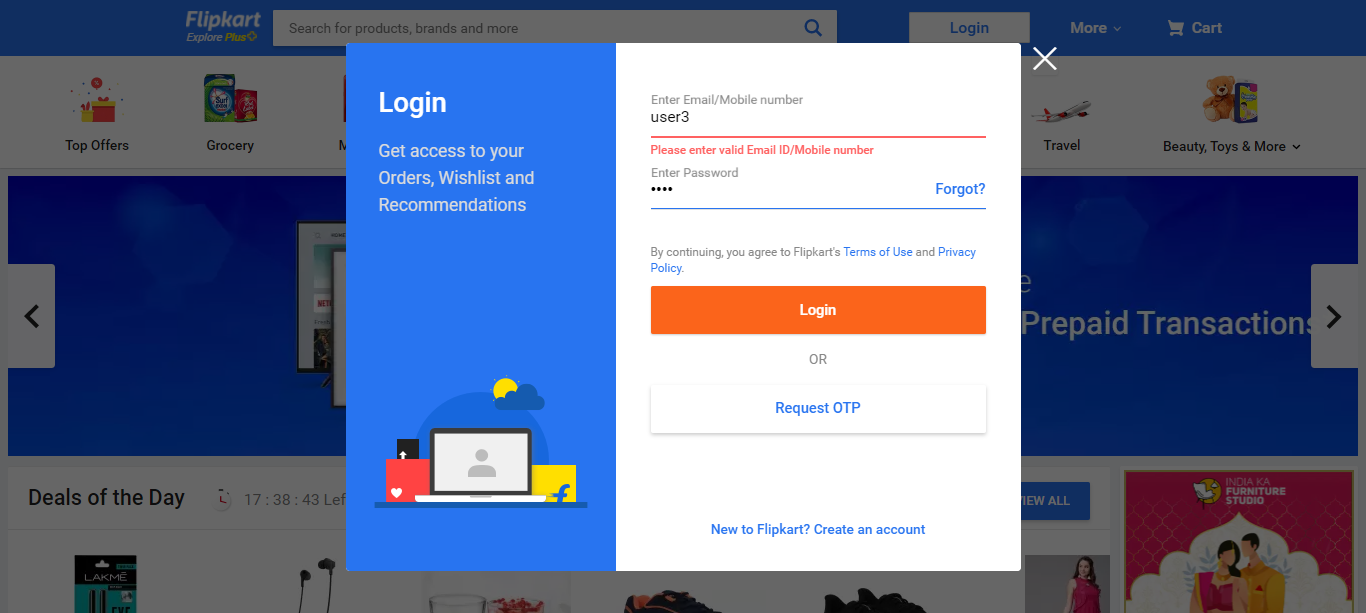 Flipkart
Explore Plus
Search for products, brands and more
Login
More
Cart
Top Offers
Grocery
M
Travel
Beauty, Toys & More
Login
Get access to your
Orders, Wishlist and
Recommendations
Enter Email/Mobile number
user3
Please enter valid Email ID/Mobile number
Enter Password
••••
Forgot?
By continuing, you agree to Flipkart's Terms of Use and Privacy
Policy.
Login
OR
Request OTP
New to Flipkart? Create an account
e
Prepaid Transactions
Deals of the Day
17 : 38 : 43 Lef
VIEW ALL
INDIA KA
FURNITURE
STUDIO
LAKMÉ
EYE